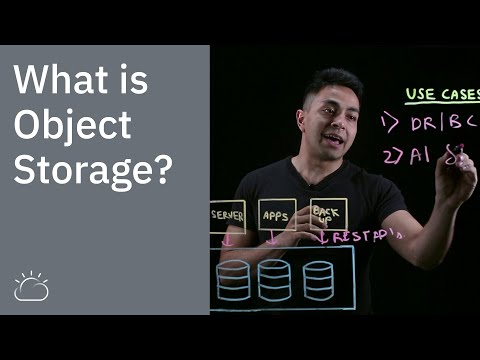 What is
Object
Storage?
USE CASES
1) DR/BC
2) AI &
SERVER
APPS
BACK
UP
REST API